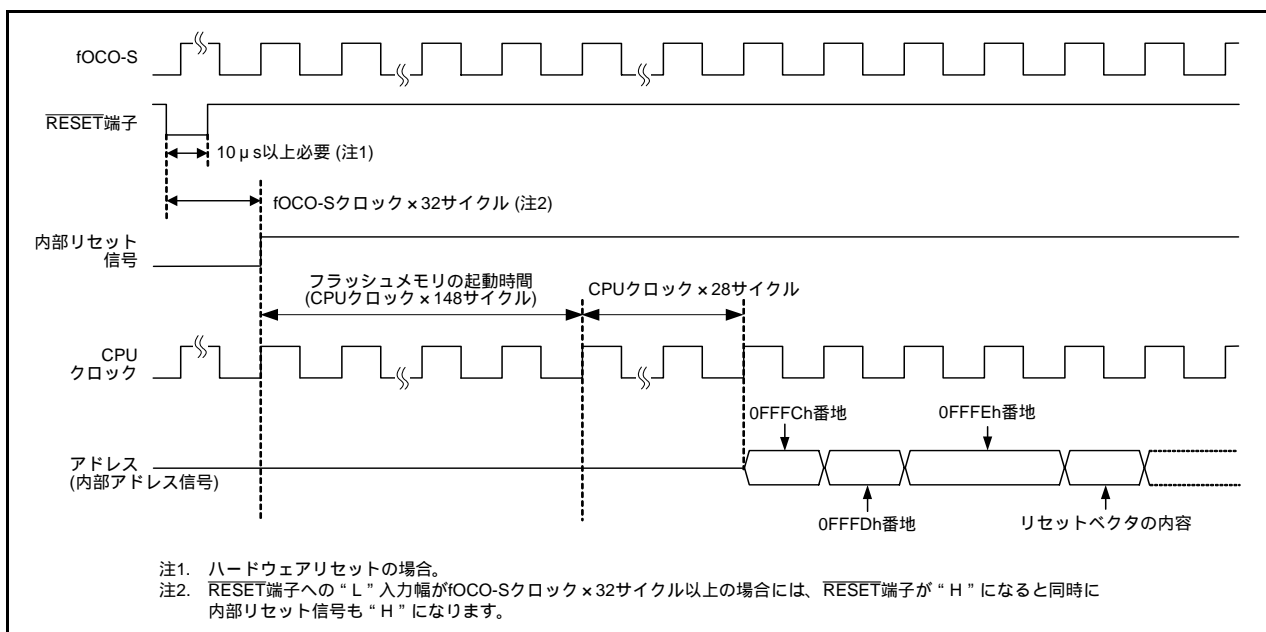 fOCO-S
RESET端子
10μs以上必要 (注1)
fOCO-Sクロック×32サイクル (注2)
内部リセット
信号
フラッシュメモリの起動時間
(CPUクロック×148サイクル)
CPUクロック×28サイクル
CPU
クロック
0FFFCh番地
0FFFEh番地
アドレス
(内部アドレス信号)
0FFFDh番地
リセットベクタの内容
注1. ハードウェアリセットの場合。
注2. RESET端子への“L”入力幅がfOCO-Sクロック×32サイクル以上の場合には、RESET端子が“H”になると同時に
内部リセット信号も“H”になります。